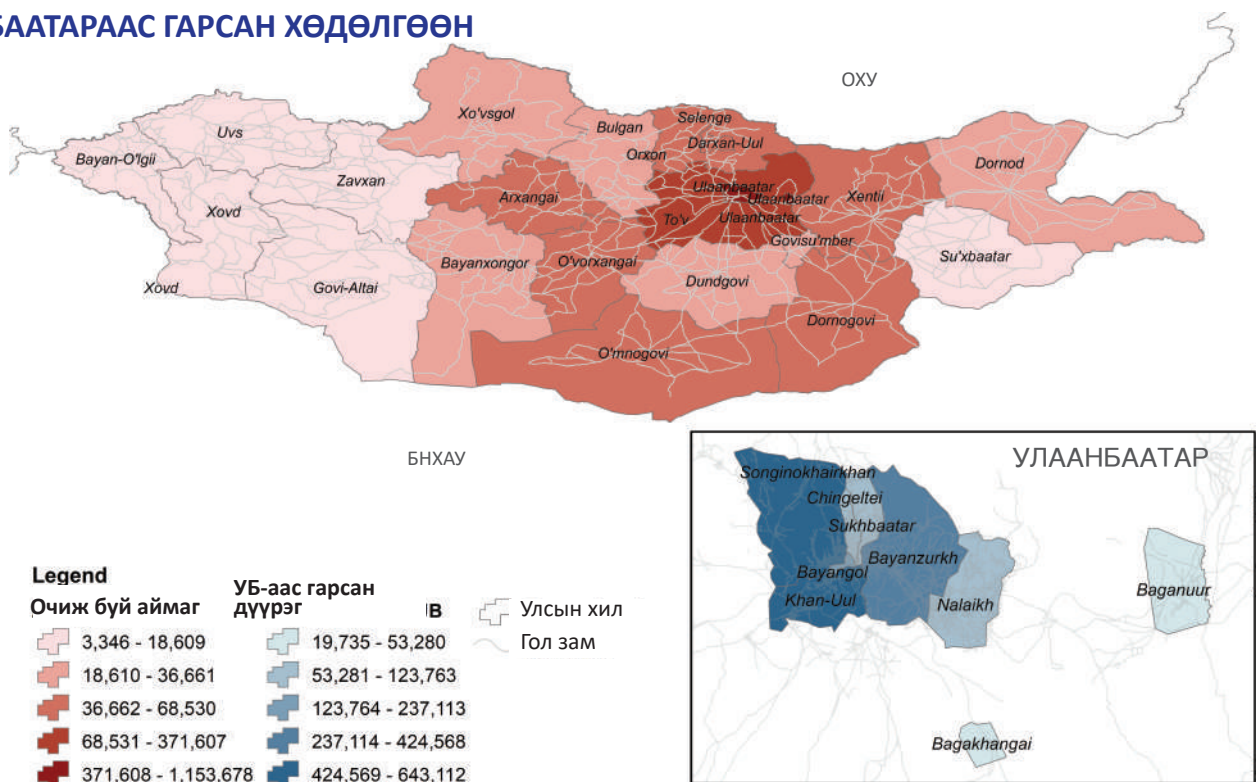 БААТАРААС ГАРСАН ХӨДӨЛГӨӨН
ОХУ
Xo'vsgol
Selenge
Bulgan
Uvs
Darxan-Uul
Dornod
Orxon
Bayan-O'lgii
Zavxan
Ulaanbaatar
Arxangai
Ulaanbaatar
Xentii
Xovd
To'v
Ulaanbaatar
Govisu'mber
Su'xbaatar
Bayanxongor
O'vorxangai
Dundgovi
Xovd
Govi-Altai
Dornogovi
O'mnogovi
БНХАУ
УЛААНБААТАР
Songinokhairkhan
Chingeltei
Sukhbaatar
Bayanzurkh
Bayangol
Khan-Uul
Nalaikh
Baganuur
Bagakhangai
Legend
Очиж буй аймаг
3,346 - 18,609
18,610 - 36,661
36,662 - 68,530
68,531 - 371,607
371,608 - 1,153,678
УБ-аас гарсан
дүүрэг
19,735 - 53,280
53,281 - 123,763
123,764 - 237,113
237,114 - 424,568
424,569 - 643,112
Улсын хил
Гол зам